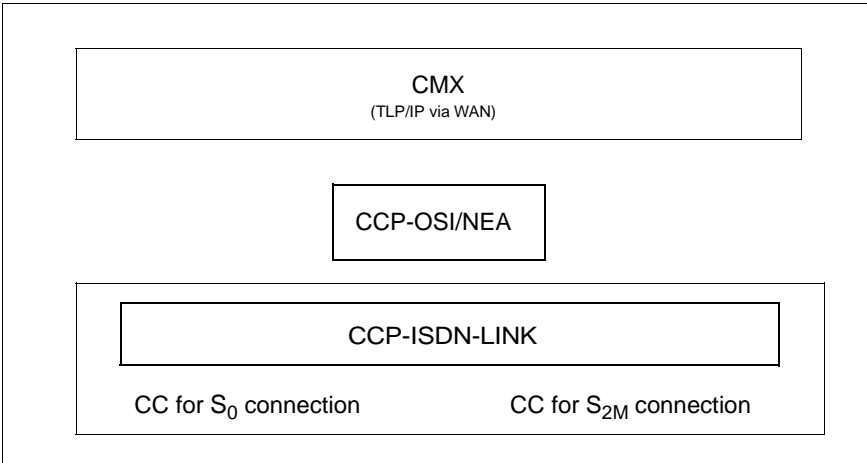 CMX
(TLP/IP via WAN)
CCP-OSI/NEA
CCP-ISDN-LINK
CC for S0 connection CC for S2M connection